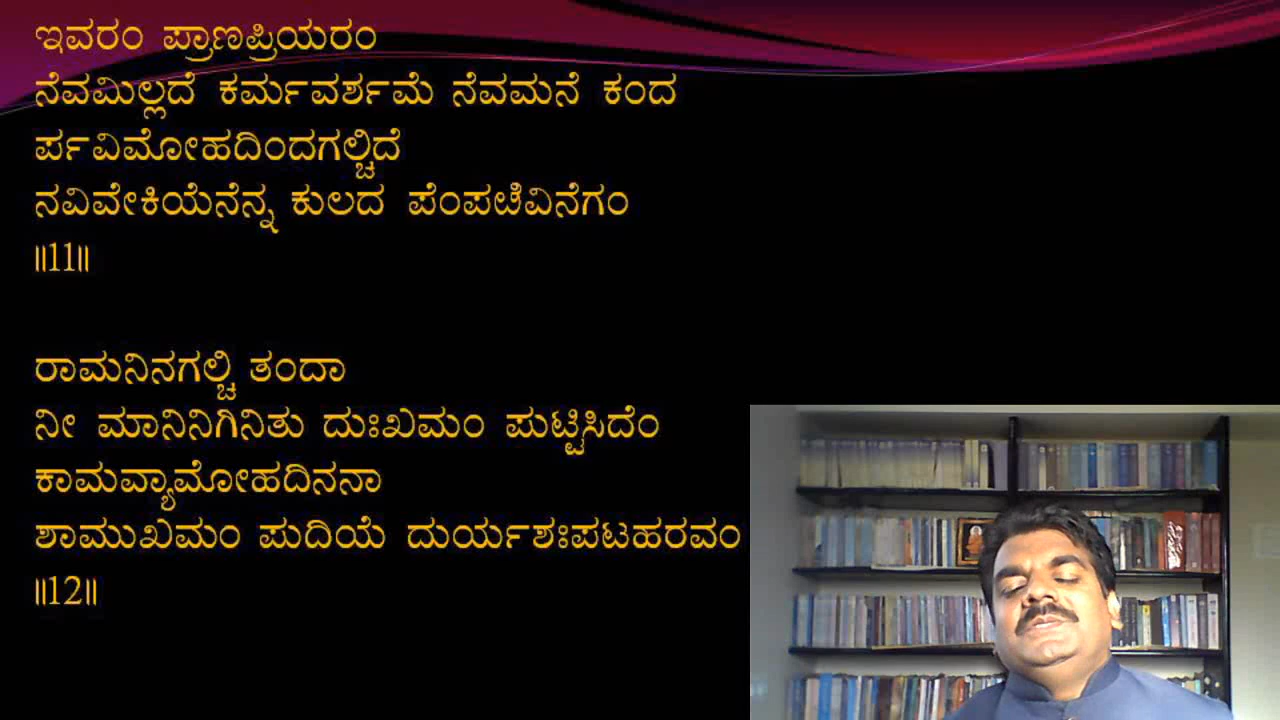 ಇವರಂ ಪ್ರಾಣಪ್ರಿಯರಂ
ನೆವಮಿಲ್ಲದೆ ಕರ್ಮವರ್ಶಮೆ ನೆವಮನೆ ಕಂದ
ರ್ಪವಿಮೋಹದಿಂದಗಲ್ಚಿದೆ
ನವಿವೇಕಿಯೆನೆನ್ನ ಕುಲದ ಪೆಂಪೞಿವಿನೆಗಂ
॥11॥
ರಾಮನಿನಗಲ್ಚಿ ತಂದಾ
ನೀ ಮಾನಿನಿಗಿನಿತು ದುಃಖಮಂ ಪುಟ್ಟಿಸಿದೆಂ
ಕಾಮವ್ಯಾಮೋಹದಿನನಾ
ಶಾಮುಖಮಂ ಪುದಿಯೆ ದುರ್ಯಶಃಪಟಹರವಂ
॥12॥